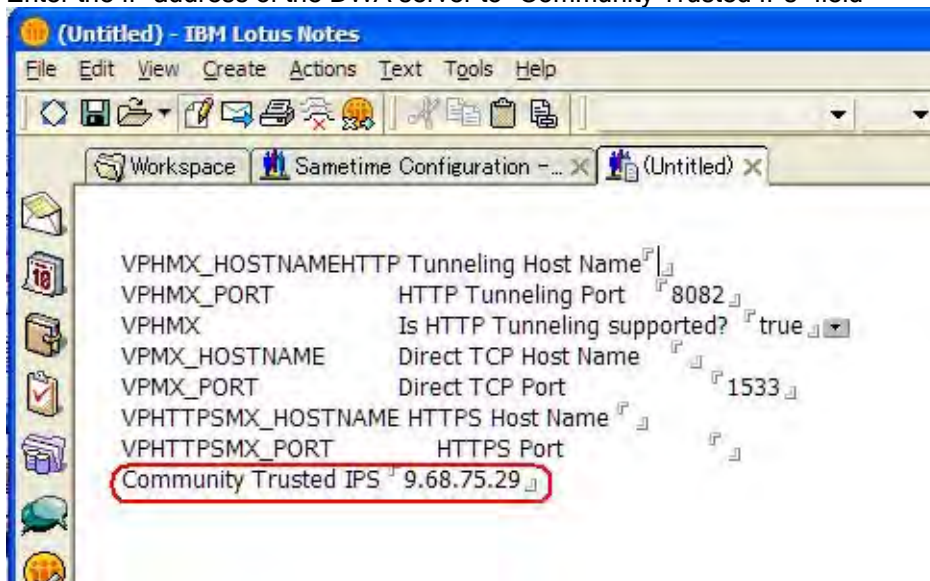 Enter the IP address of the DWA server to "Community Trusted IPS" field
(Untitled) - IBM Lotus Notes
File Edit View Create Actions Text Tools Help
Workspace Sametime Configuration -... (Untitled)
VPHMX_HOSTNAMEHTTP Tunneling Host Name
VPHMX_PORT HTTP Tunneling Port 8082
VPHMX Is HTTP Tunneling supported? true
VPMX_HOSTNAME Direct TCP Host Name
VPMX_PORT Direct TCP Port 1533
VPHTTPSMX_HOSTNAME HTTPS Host Name
VPHTTPSMX_PORT HTTPS Port
Community Trusted IPS 9.68.75.29